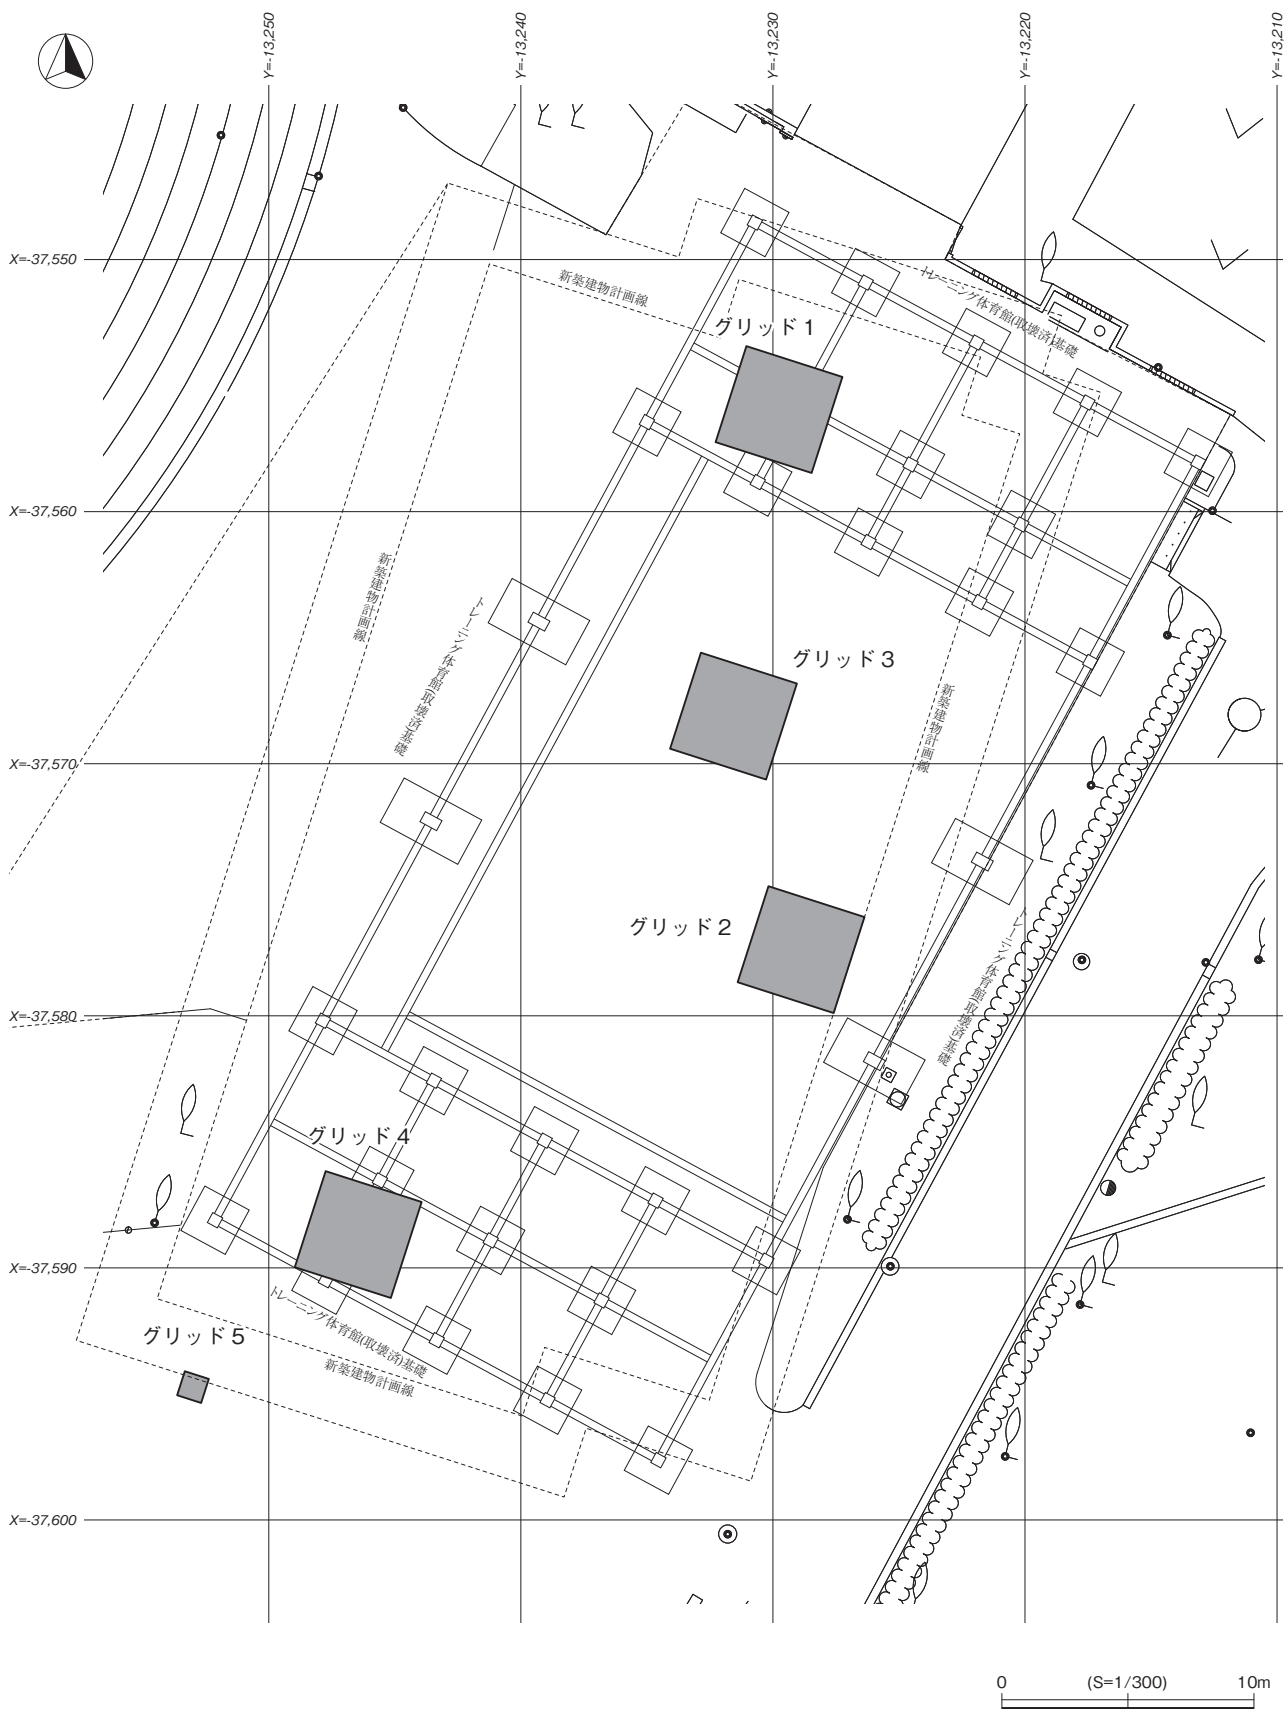 Y=-13,250
Y=-13,240
Y=-13,230
Y=-13,220
Y=-13,210
X=-37,550
新築建物計画線
トレーニング体育館(取壊済)基礎
グリッド1
X=-37,560
新築建物計画線
トレーニング体育館(取壊済)基礎
グリッド3
新築建物計画線
X=-37,570
グリッド2
トレーニング体育館(取壊済)基礎
X=-37,580
グリッド4
X=-37,590
トレーニング体育館(取壊済)基礎
グリッド5
新築建物計画線
X=-37,600
0 (S=1/300) 10m